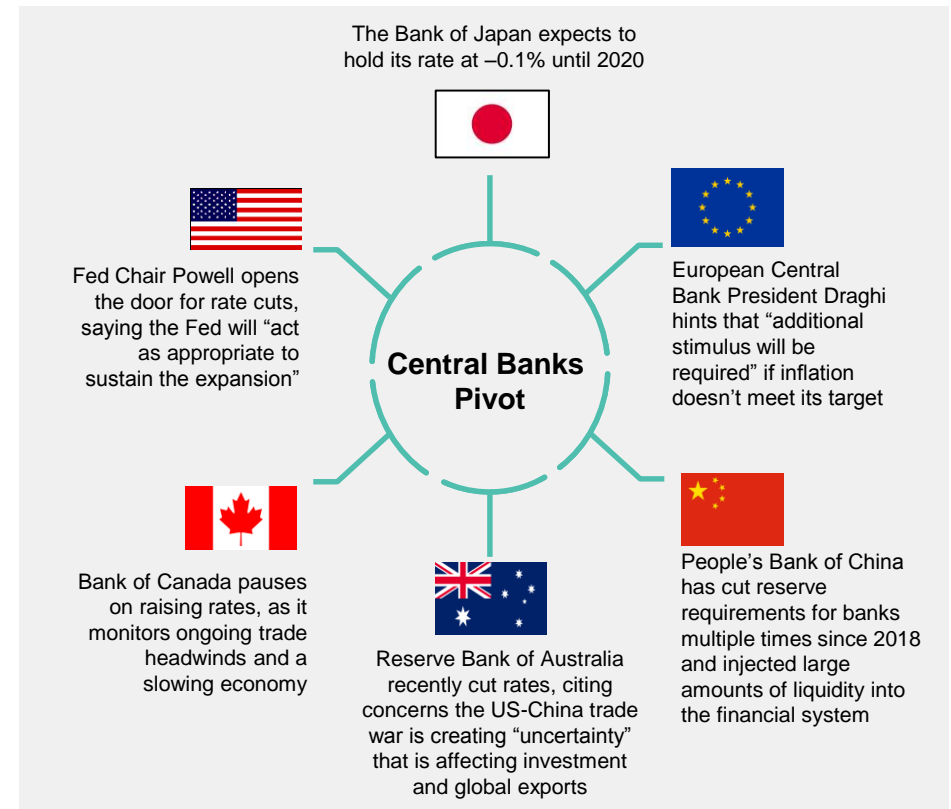 The Bank of Japan expects to
hold its rate at –0.1% until 2020
Fed Chair Powell opens
the door for rate cuts,
saying the Fed will “act
as appropriate to
sustain the expansion”
European Central
Bank President Draghi
hints that “additional
stimulus will be
required” if inflation
doesn’t meet its target
Central Banks
Pivot
Bank of Canada pauses
on raising rates, as it
monitors ongoing trade
headwinds and a
slowing economy
Reserve Bank of Australia
recently cut rates, citing
concerns the US-China trade
war is creating “uncertainty”
that is affecting investment
and global exports
People’s Bank of China
has cut reserve
requirements for banks
multiple times since 2018
and injected large
amounts of liquidity into
the financial system